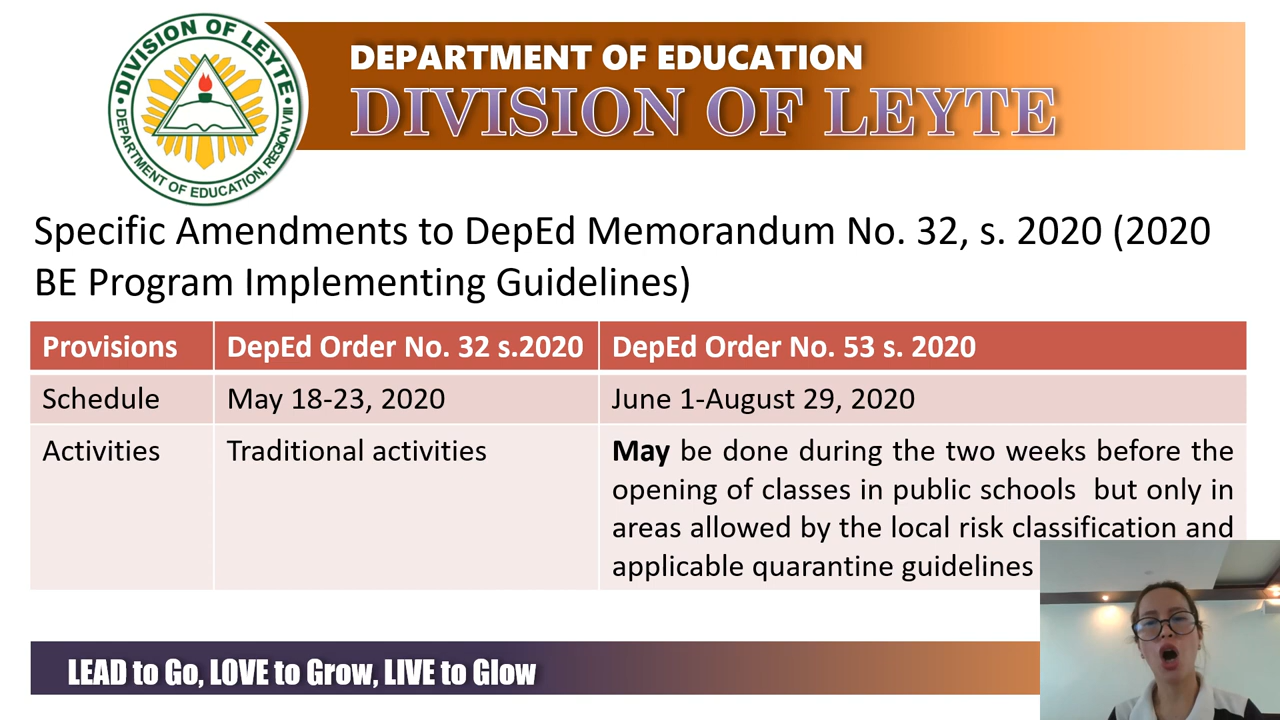 DIVISION OF LEYTE
DEPARTMENT OF EDUCATION, REGION VIII
DEPARTMENT OF EDUCATION
DIVISION OF LEYTE
Specific Amendments to DepEd Memorandum No. 32, s. 2020 (2020
BE Program Implementing Guidelines)
Provisions DepEd Order No. 32 s.2020 DepEd Order No. 53 s. 2020
Schedule May 18-23, 2020 June 1-August 29, 2020
Activities Traditional activities May be done during the two weeks before the
opening of classes in public schools but only in
areas allowed by the local risk classification and
applicable quarantine guidelines
LEAD to Go, LOVE to Grow, LIVE to Glow